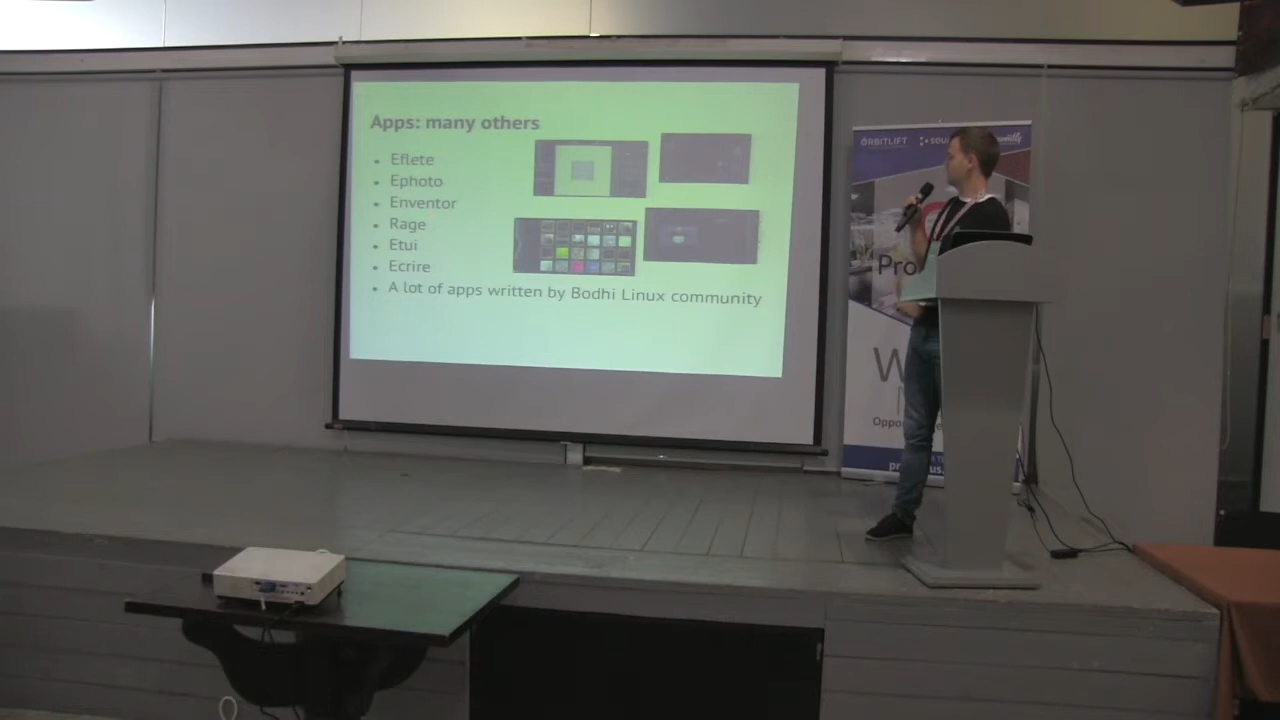 Apps: many others
Eflete
Ephoto
Enventor
Rage
Etui
Ecrire
A lot of apps written by Bodhi Linux community
ORBITLIFT
Pro
W
Oppo